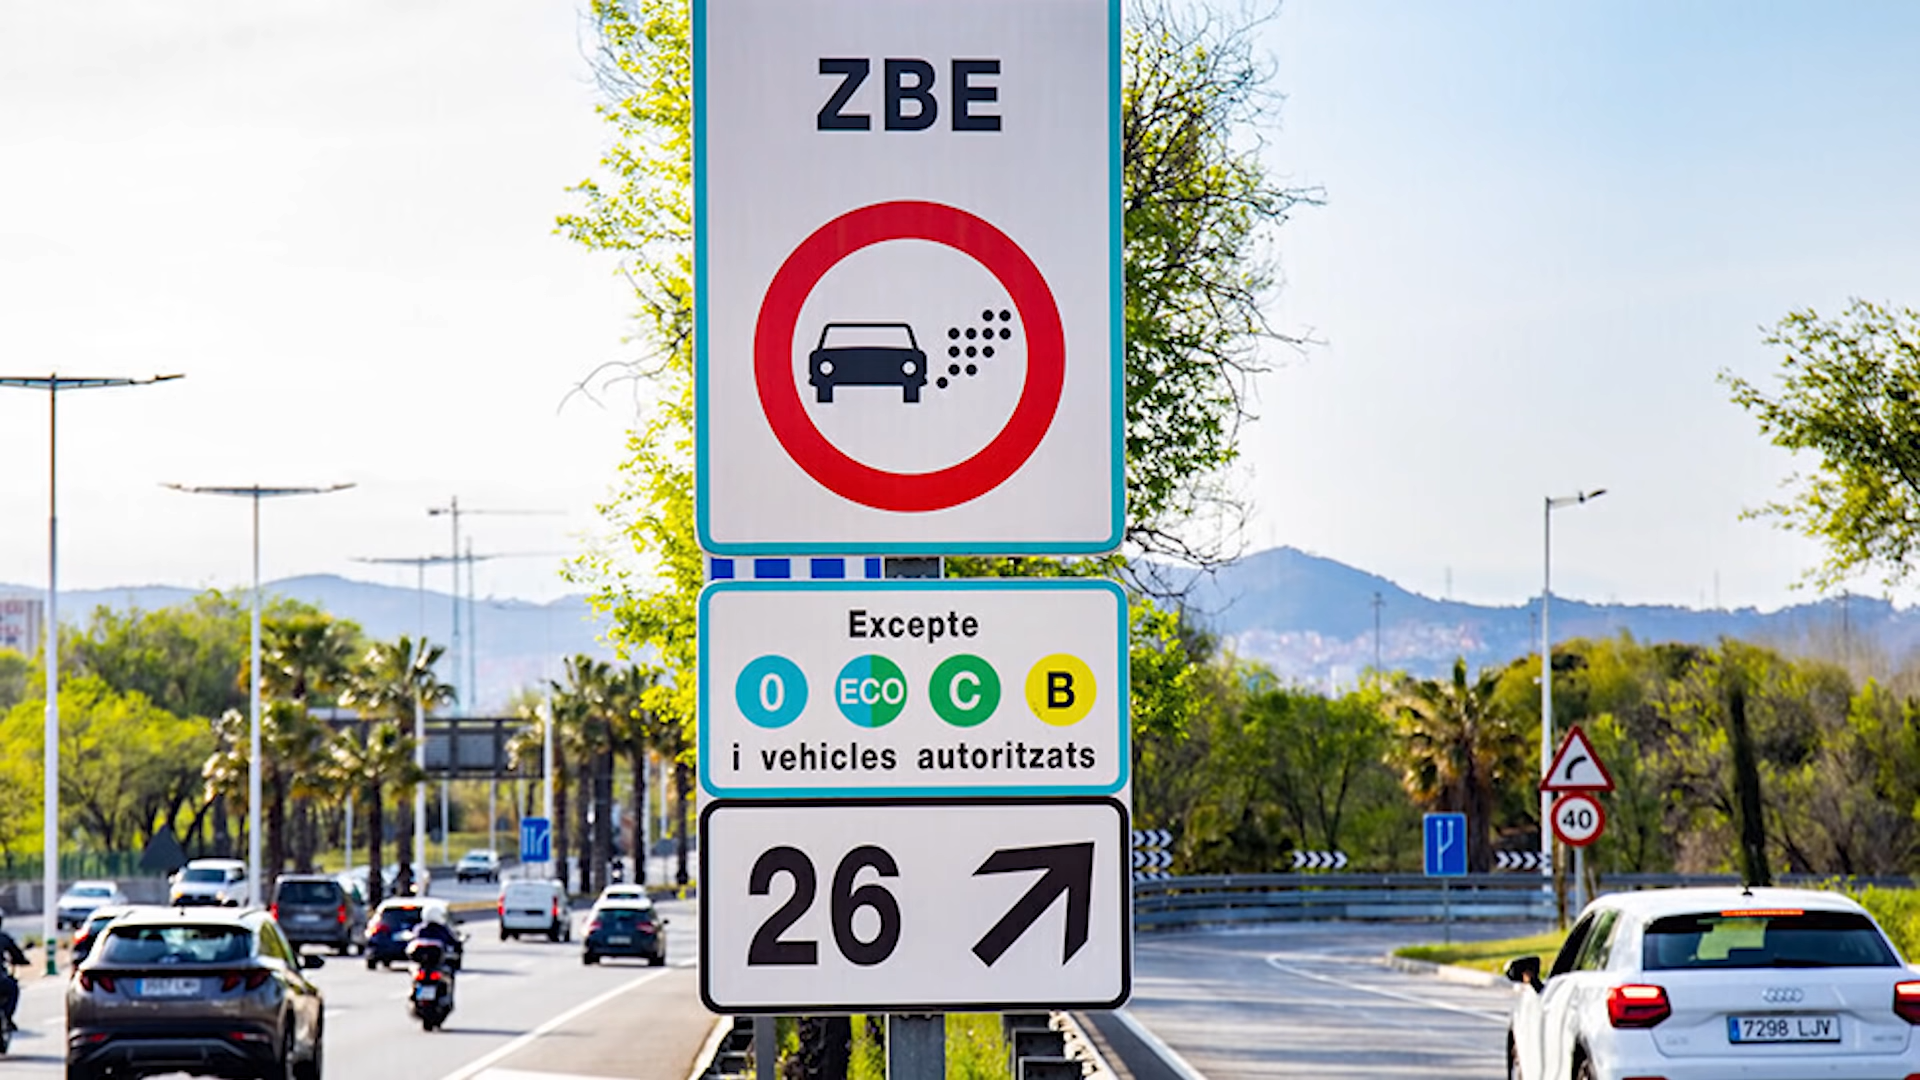 ZBE
Excepte
0 ECO C B
i vehicles autoritzats
26
40
7298 LJV